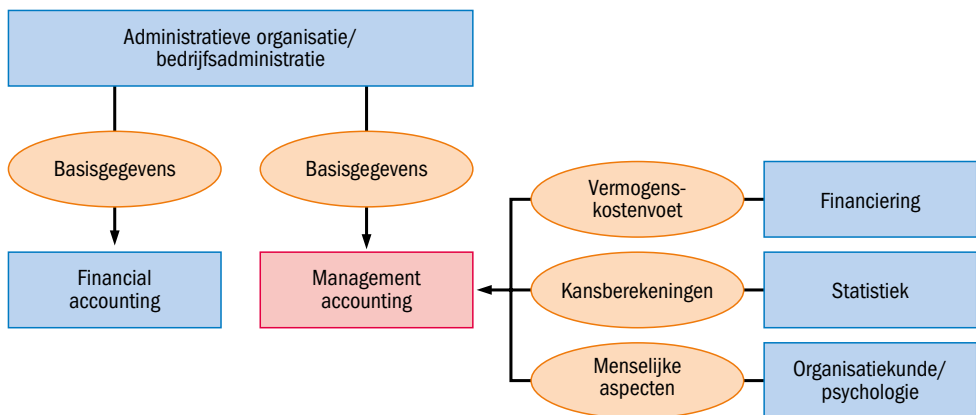 Administratieve organisatie/
bedrijfsadministratie
Basisgegevens
Basisgegevens
Financial
accounting
Management
accounting
Vermogens-
kostenvoet
Financiering
Kansberekeningen
Statistiek
Menselijke
aspecten
Organisatiekunde/
psychologie